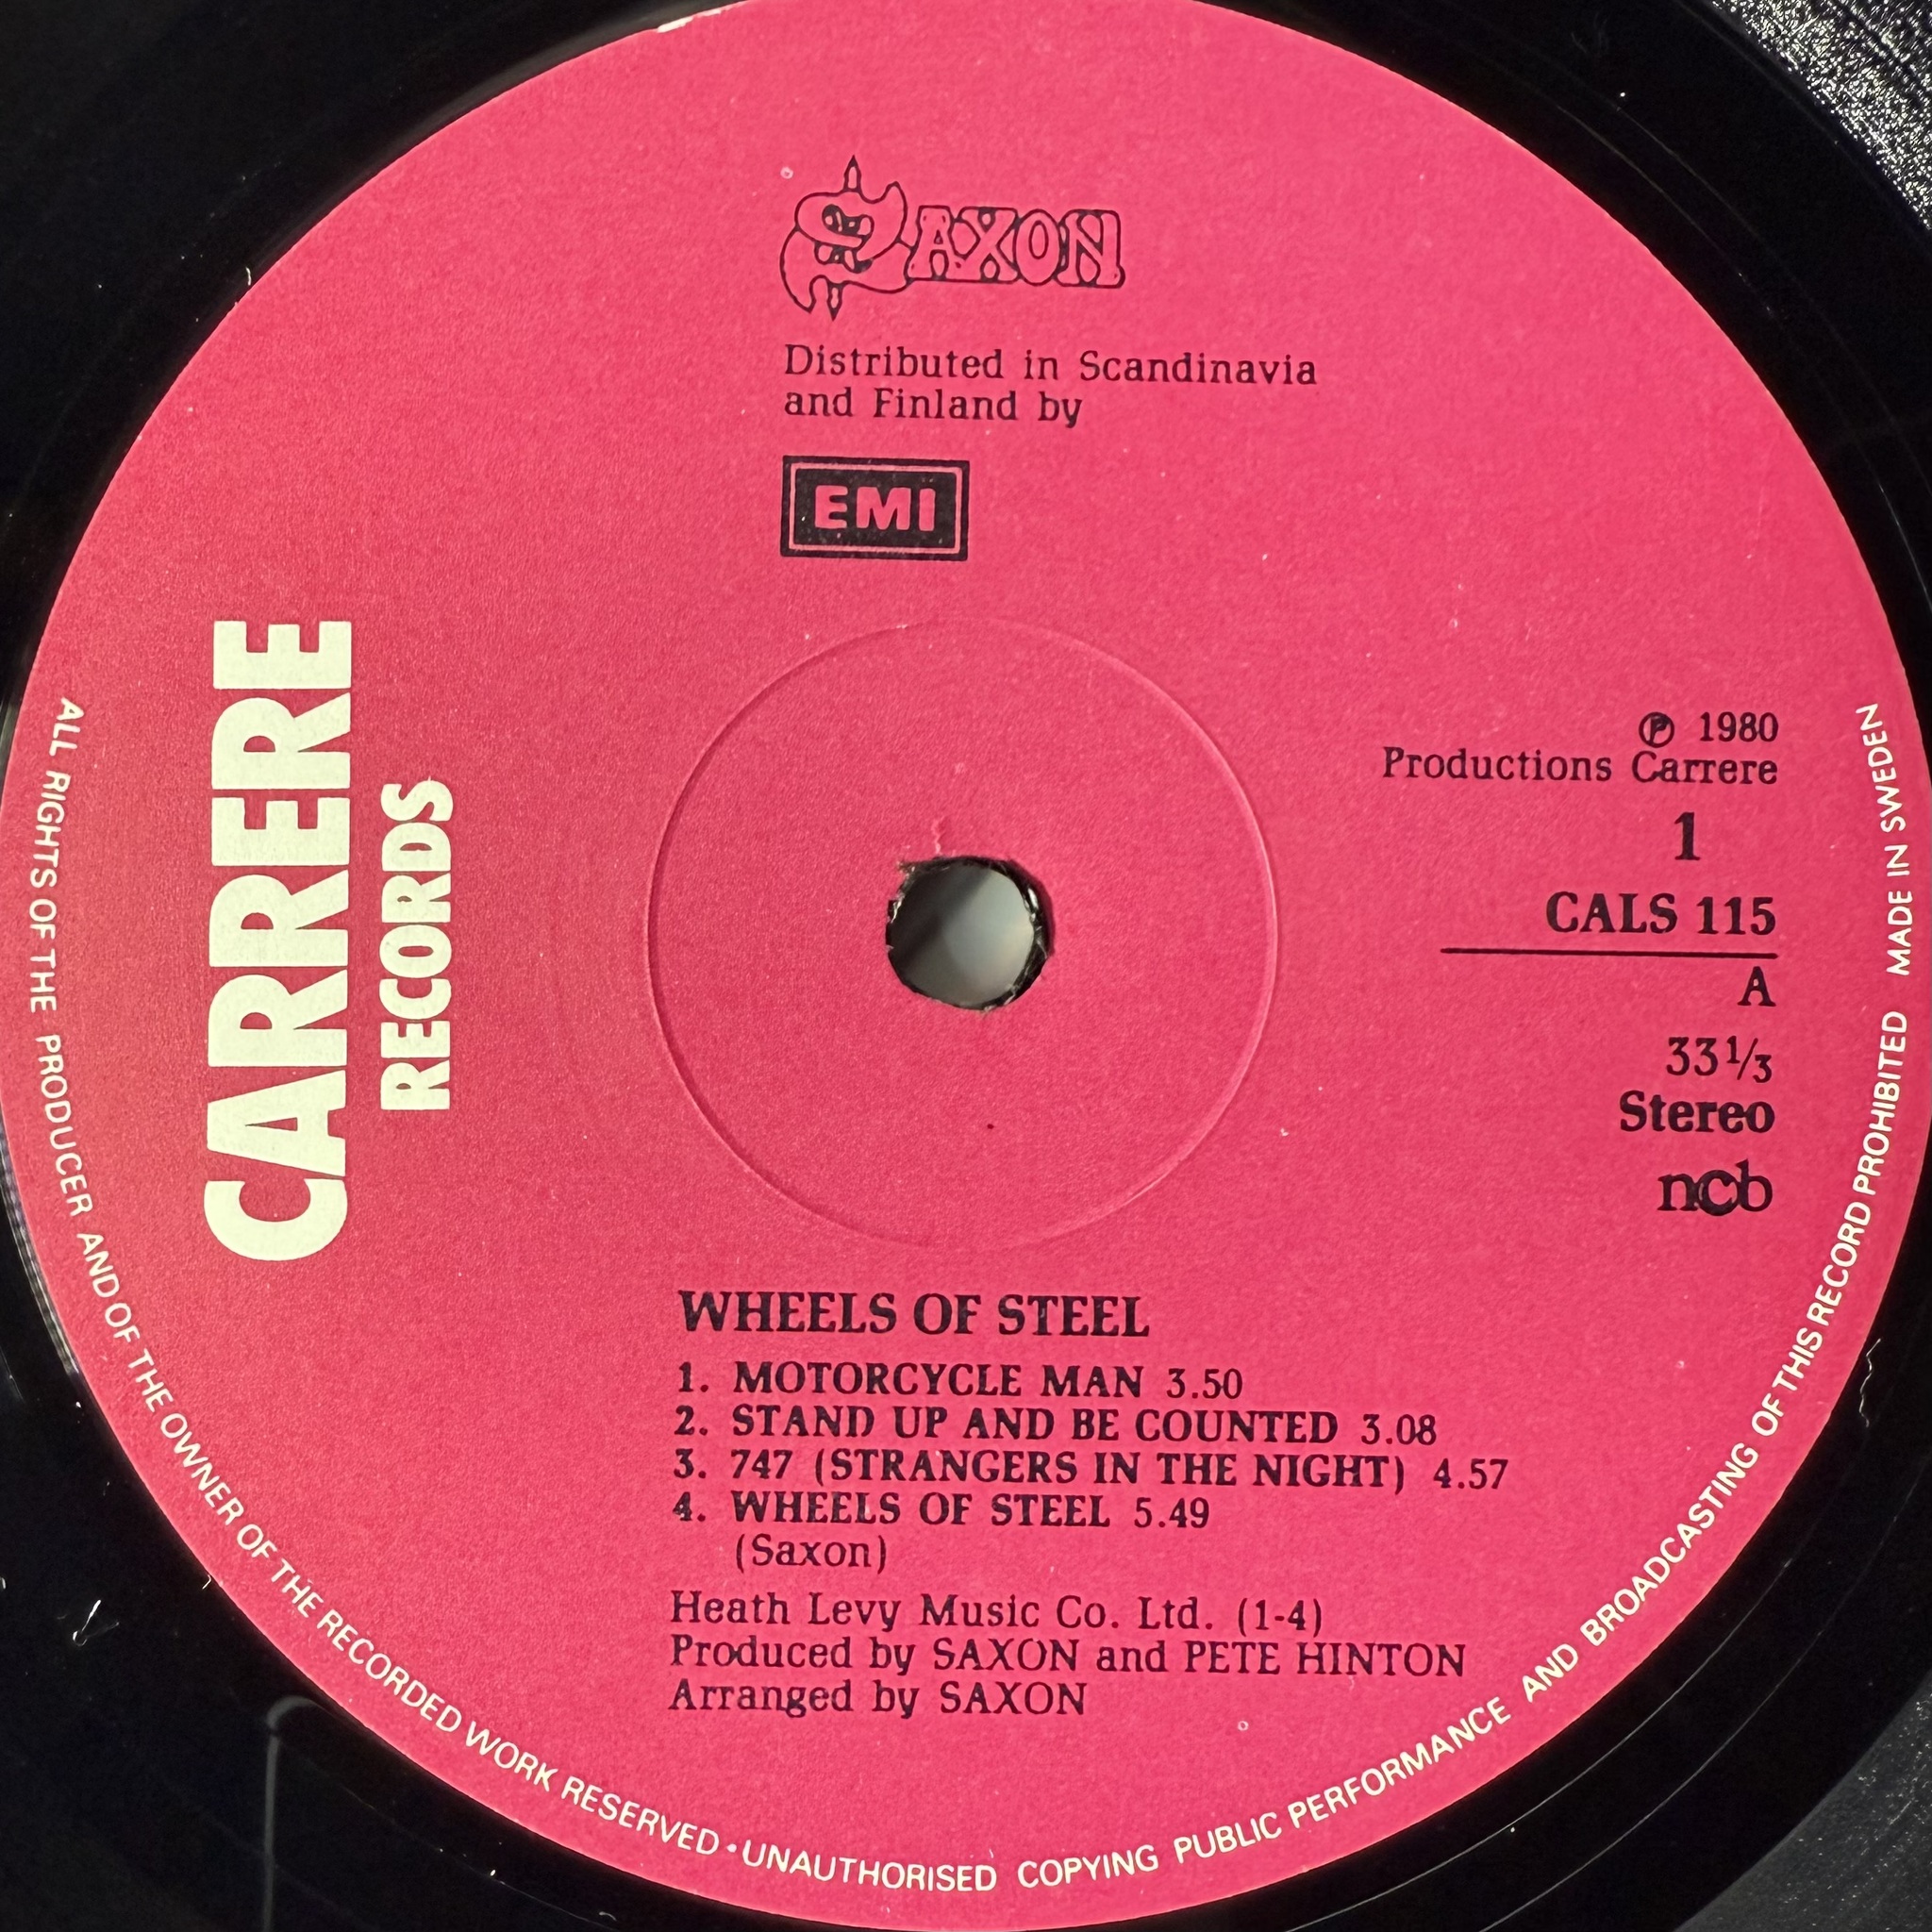 SAXON
Distributed in Scandinavia
and Finland by
EMI
CARRERE
RECORDS
℗ 1980
Productions Carrere
1
CALS 115
A
33⅓
Stereo
ncb
WHEELS OF STEEL
1. MOTORCYCLE MAN 3.50
2. STAND UP AND BE COUNTED 3.08
3. 747 (STRANGERS IN THE NIGHT) 4.57
4. WHEELS OF STEEL 5.49
(Saxon)
Heath Levy Music Co. Ltd. (1-4)
Produced by SAXON and PETE HINTON
Arranged by SAXON
ALL RIGHTS OF THE PRODUCER AND OF THE OWNER OF THE RECORDED WORK RESERVED · UNAUTHORISED COPYING PUBLIC PERFORMANCE AND BROADCASTING OF THIS RECORD PROHIBITED MADE IN SWEDEN